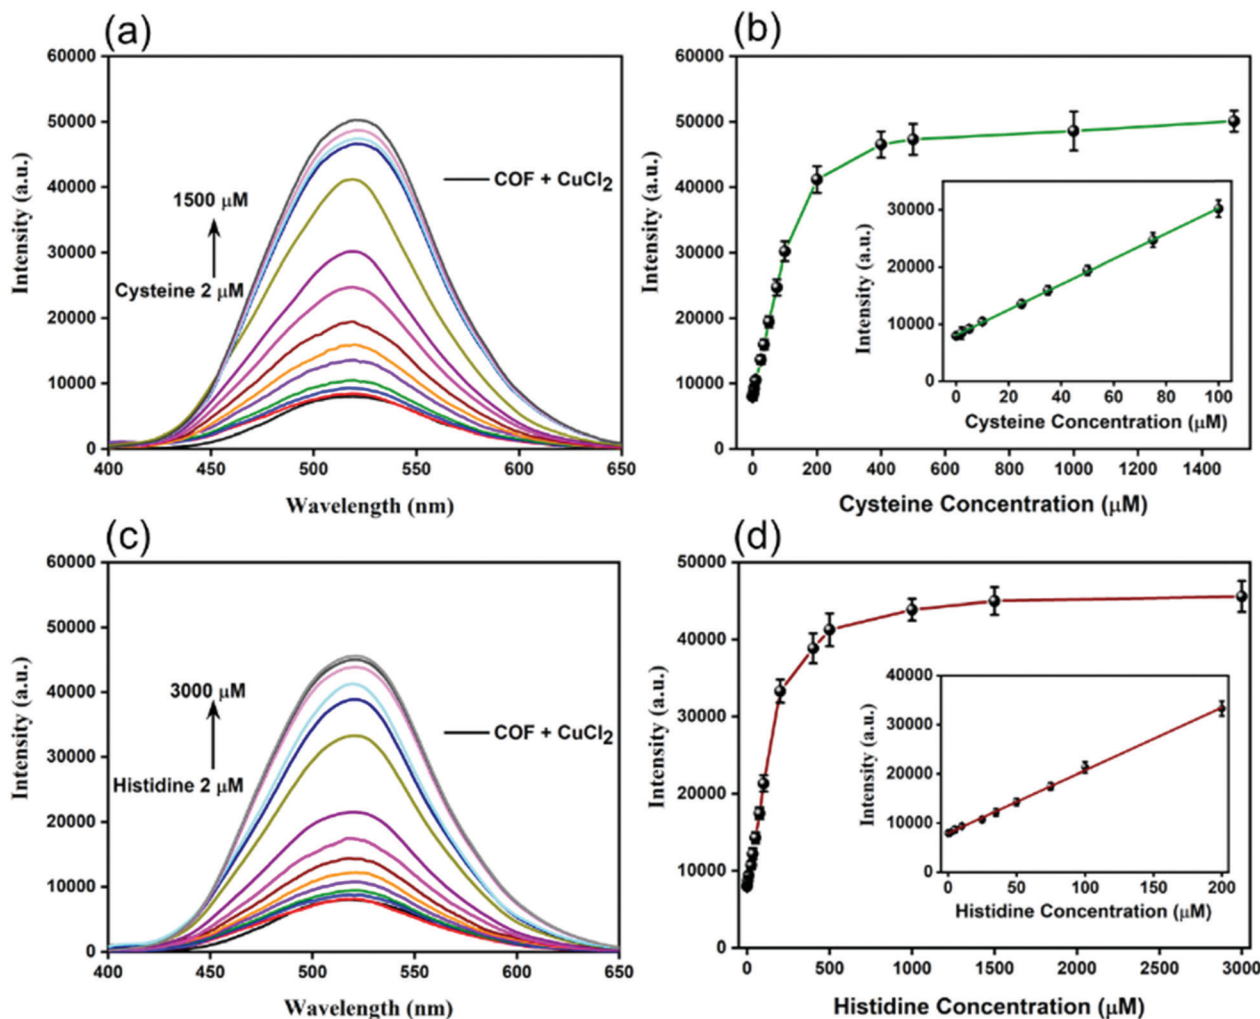 (a)
60000
50000
40000
30000
20000
10000
0
Intensity (a.u.)
COF + CuCl2
1500 μM
Cysteine 2 μM
400 450 500 550 600 650
Wavelength (nm)
(b)
60000
50000
40000
30000
20000
10000
0
Intensity (a.u.)
30000
20000
10000
0
Intensity (a.u.)
0 20 40 60 80 100
Cysteine Concentration (μM)
0 200 400 600 800 1000 1200 1400
Cysteine Concentration (μM)
(c)
60000
50000
40000
30000
20000
10000
0
Intensity (a.u.)
3000 μM
COF + CuCl2
Histidine 2 μM
400 450 500 550 600 650
Wavelength (nm)
(d)
50000
40000
30000
20000
10000
0
Intensity (a.u.)
40000
30000
20000
10000
0
Intensity (a.u.)
0 50 100 150 200
Histidine Concentration (μM)
0 500 1000 1500 2000 2500 3000
Histidine Concentration (μM)